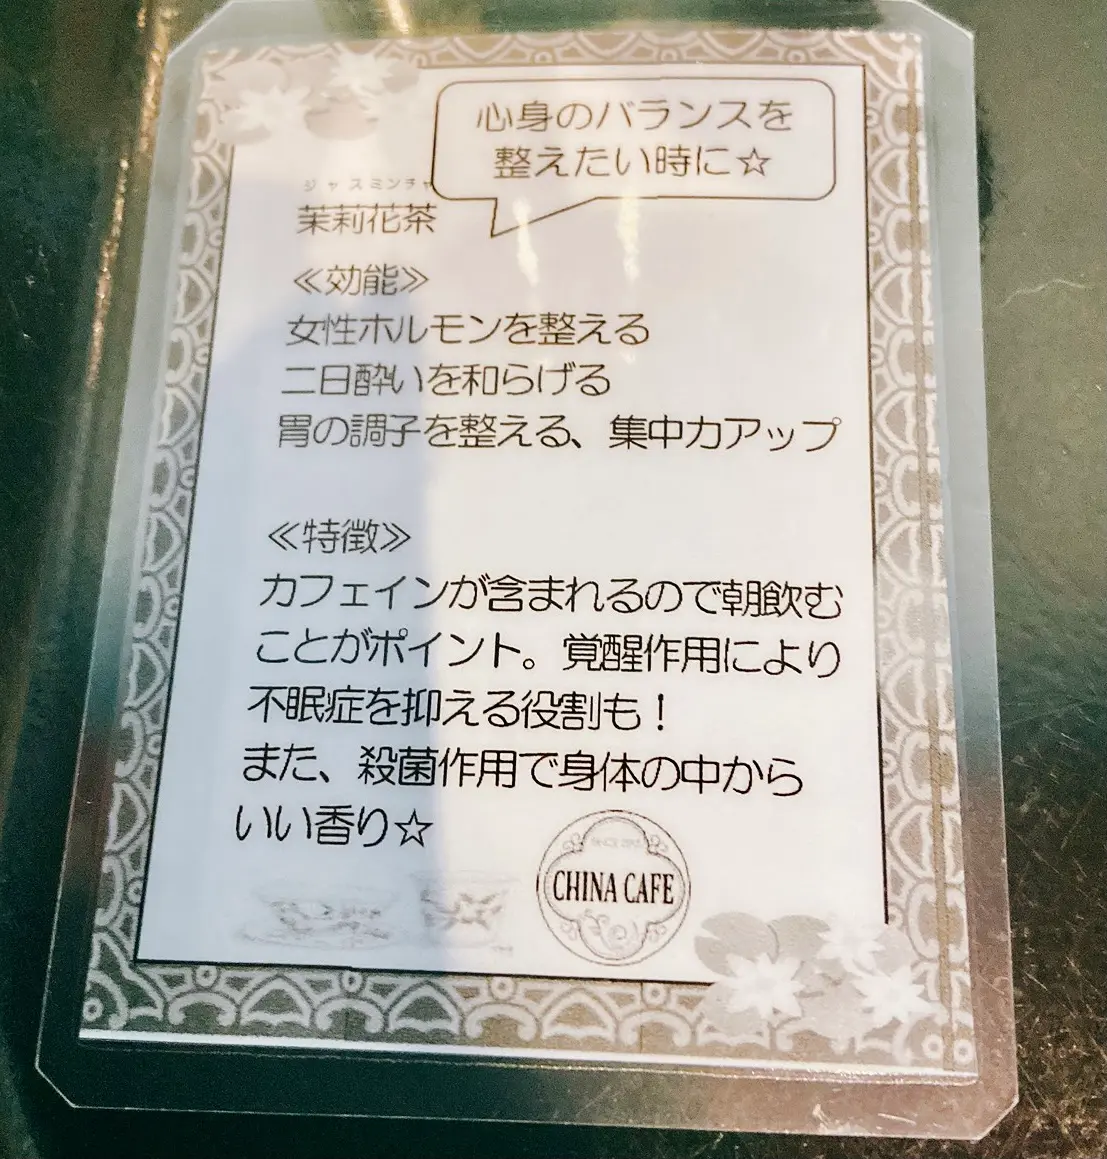 心身のバランスを
整えたい時に☆
ジャスミンチャ
茉莉花茶
≪効能≫
女性ホルモンを整える
二日酔いを和らげる
胃の調子を整える、集中力アップ
≪特徴≫
カフェインが含まれるので朝飲む
ことがポイント。覚醒作用により
不眠症を抑える役割も！
また、殺菌作用で身体の中から
いい香り☆
CHINA CAFE